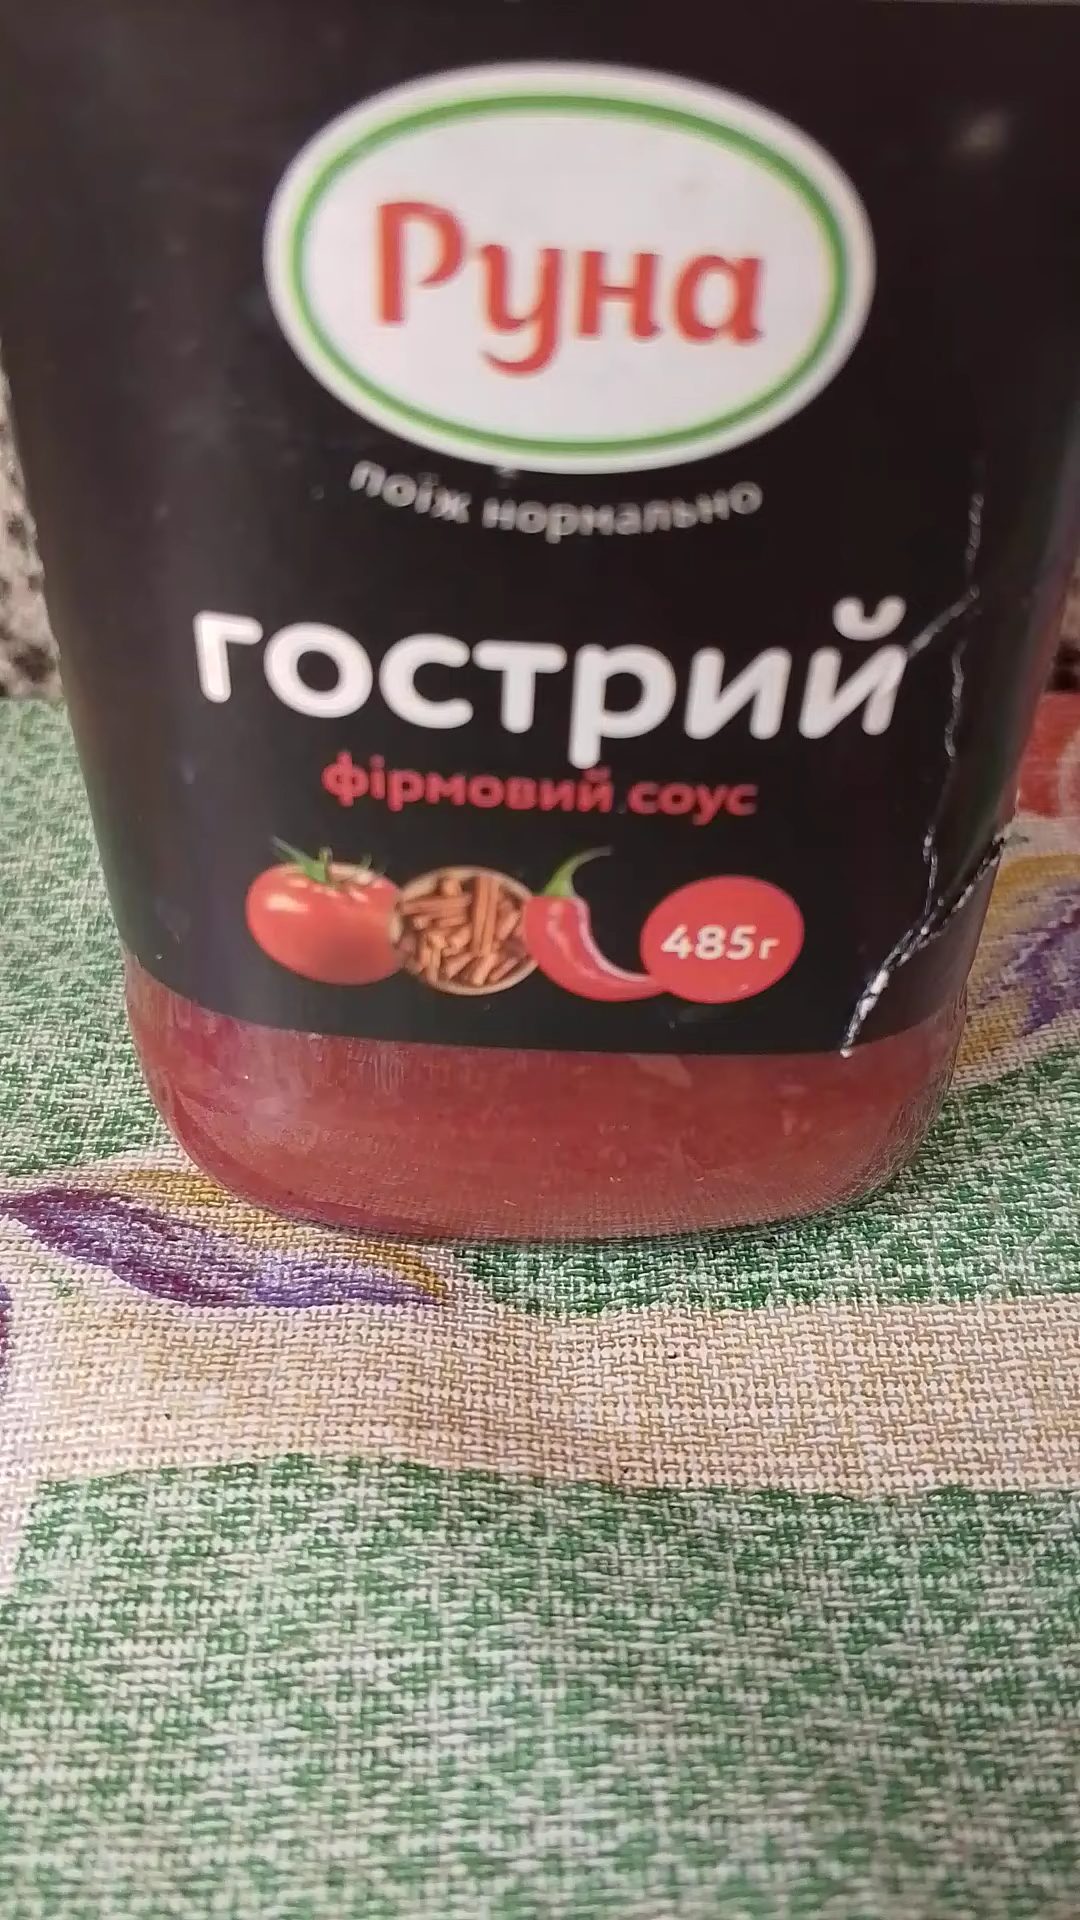 Руна
поїж нормально
гострий
фірмовий соус
485г